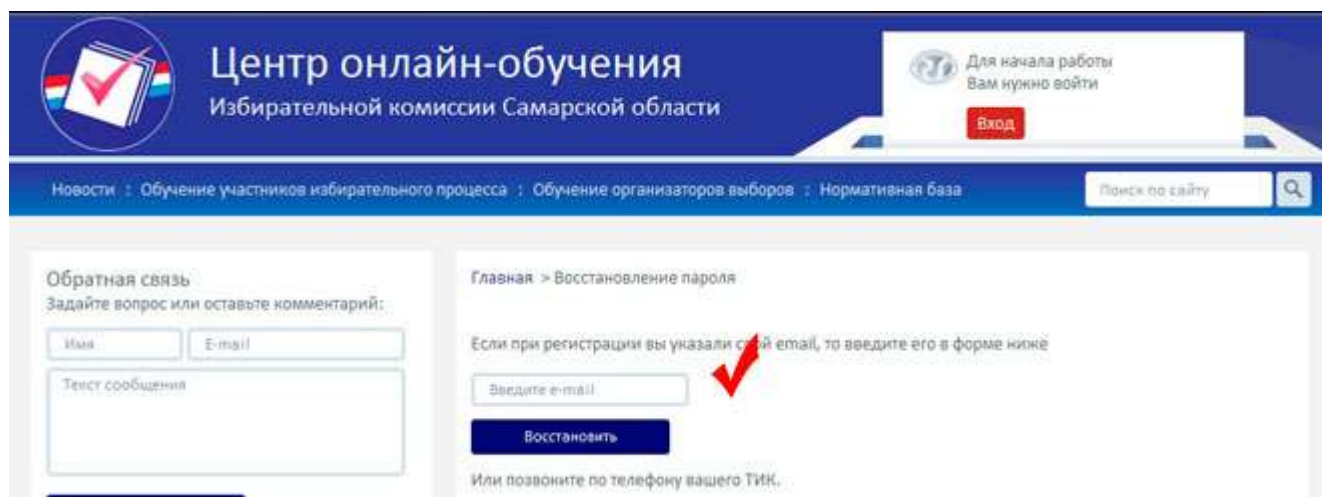 Центр онлайн-обучения
Избирательной комиссии Самарской области
Для начала работы
Вам нужно войти
Вход
Новости : Обучение участников избирательного процесса : Обучение организаторов выборов : Нормативная база
Поиск по сайту
Обратная связь
Задайте вопрос или оставьте комментарий:
Имя
E-mail
Текст сообщения
Главная > Восстановление пароля
Если при регистрации вы указали свой email, то введите его в форме ниже
Введите e-mail
Восстановить
Или позвоните по телефону вашего ТИК.